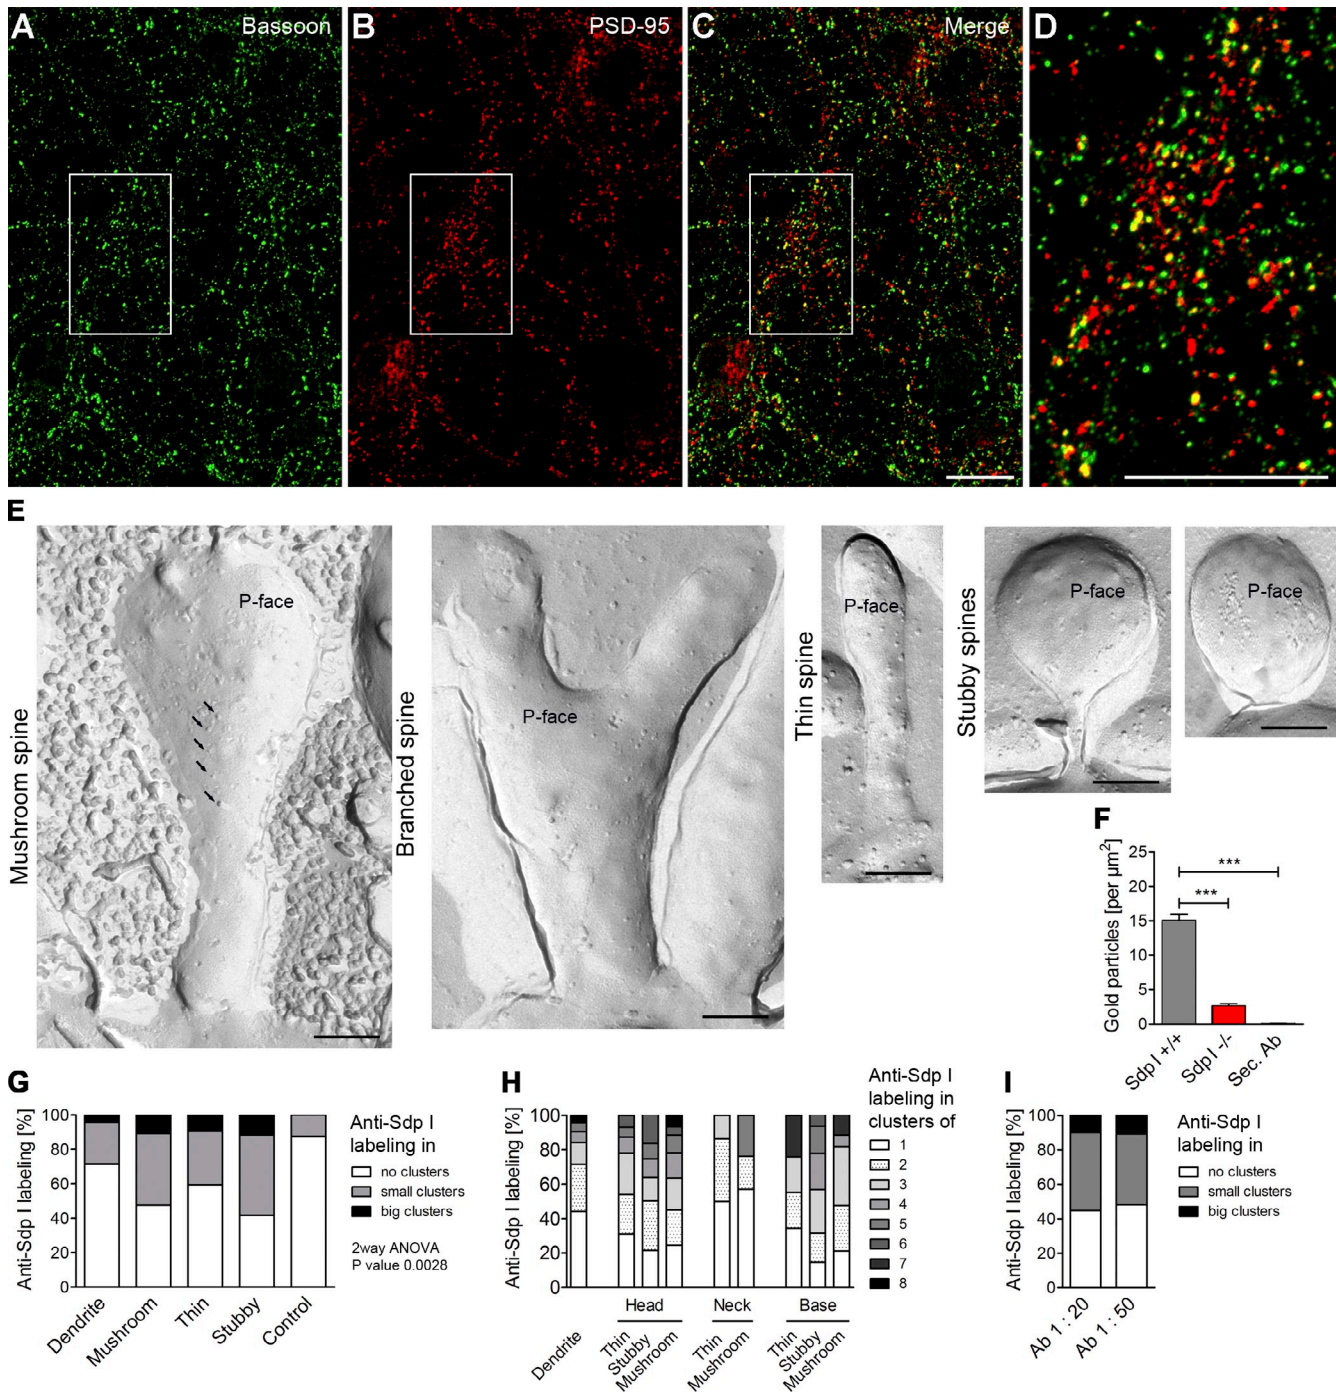 A Bassoon
B PSD-95
C Merge
D
E
Mushroom spine
P-face
Branched spine
P-face
Thin spine
P-face
Stubby spines
P-face
P-face
F
Gold particles [per µm²]
25
20
15
10
5
0
***
***
Sdp I +/+
Sdp I -/-
Sec. Ab
G
Anti-Sdp I labeling [%]
100
80
60
40
20
0
Dendrite
Mushroom
Thin
Stubby
Control
Anti-Sdp I
labeling in
no clusters
small clusters
big clusters
2way ANOVA
P value 0.0028
H
Anti-Sdp I labeling [%]
100
80
60
40
20
0
Head
Neck
Base
Dendrite
Thin
Stubby
Mushroom
Thin
Mushroom
Thin
Stubby
Mushroom
Anti-Sdp I
labeling in
clusters of
1
2
3
4
5
6
7
8
I
Anti-Sdp I labeling [%]
100
80
60
40
20
0
Ab 1 : 20
Ab 1 : 50
Anti-Sdp I
labeling in
no clusters
small clusters
big clusters